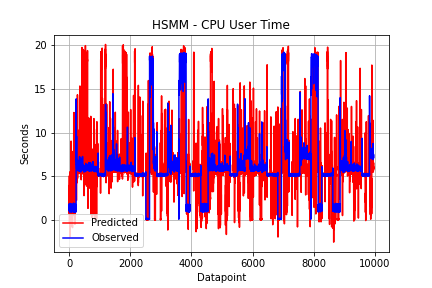 HSMM - CPU User Time
20
15
10
5
0
Seconds
Predicted
Observed
0 2000 4000 6000 8000 10000
Datapoint